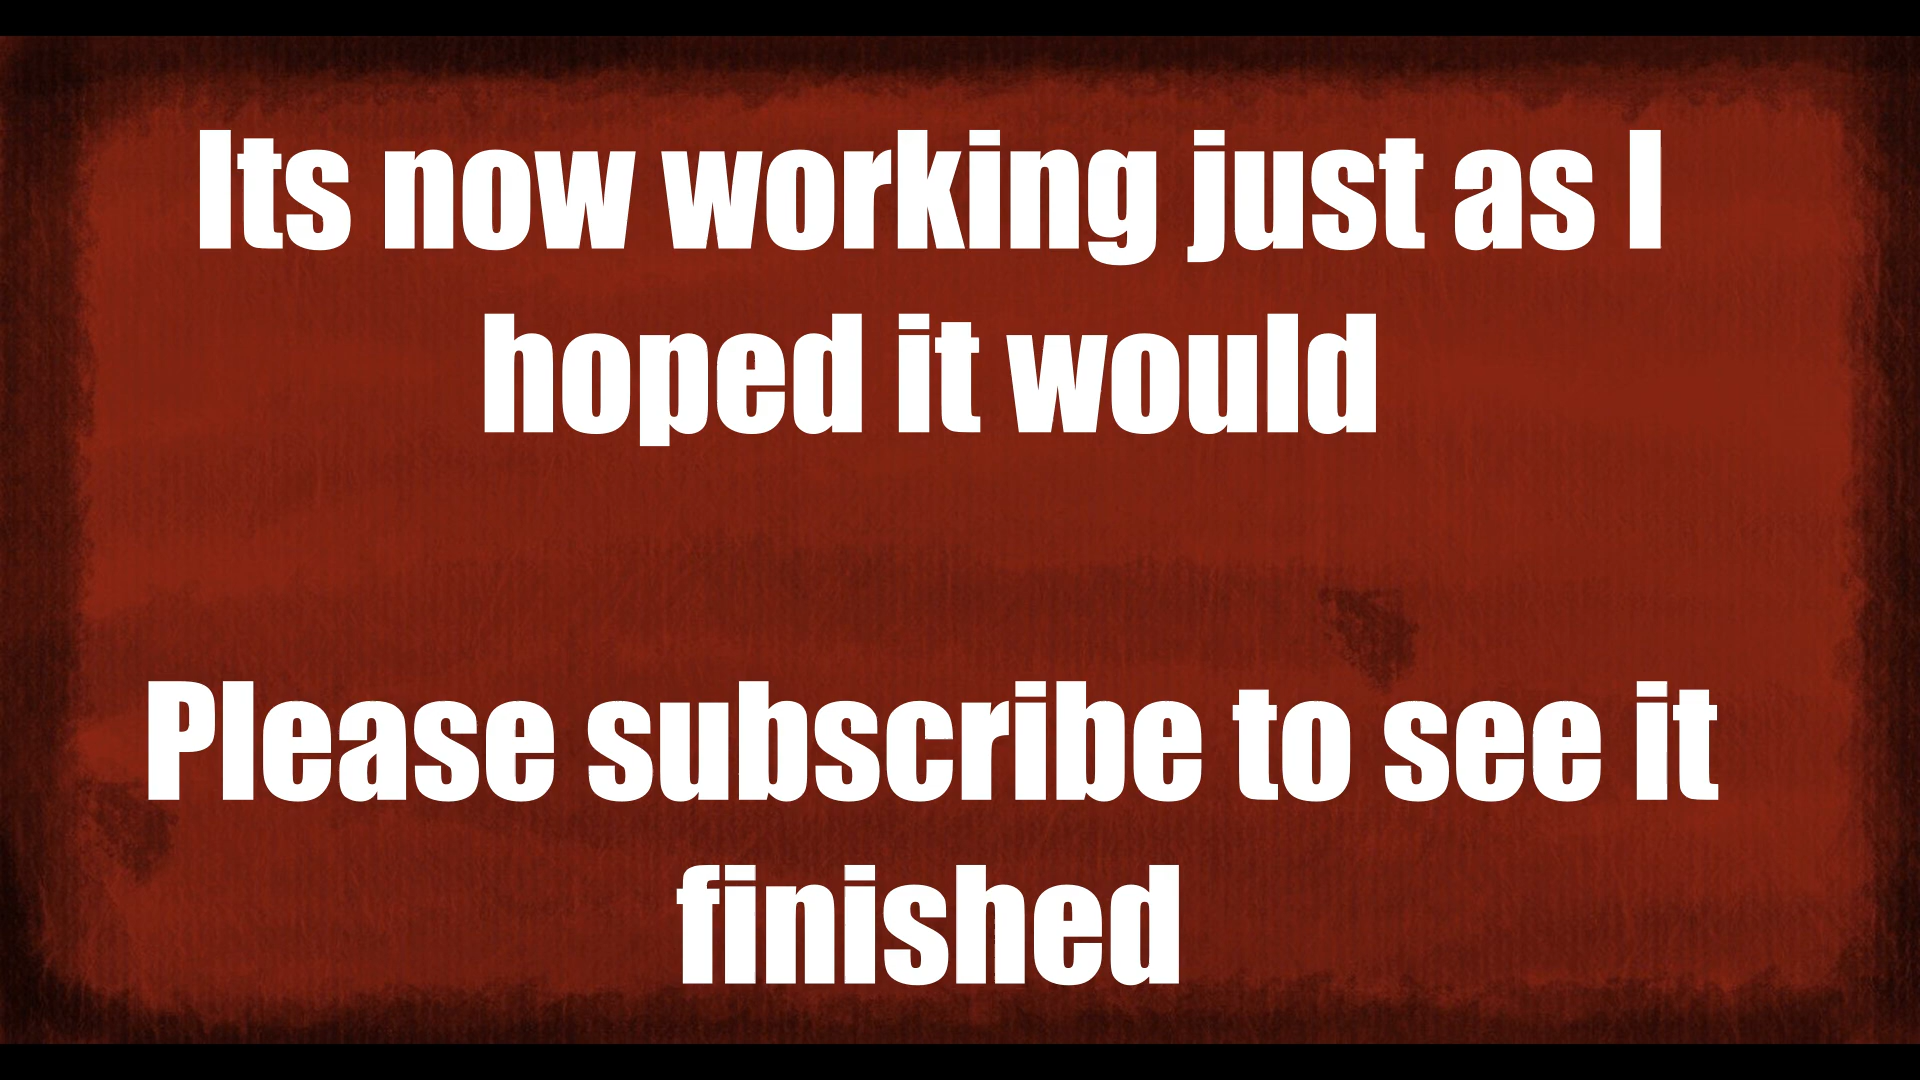 Its now working just as I
hoped it would
Please subscribe to see it
finished